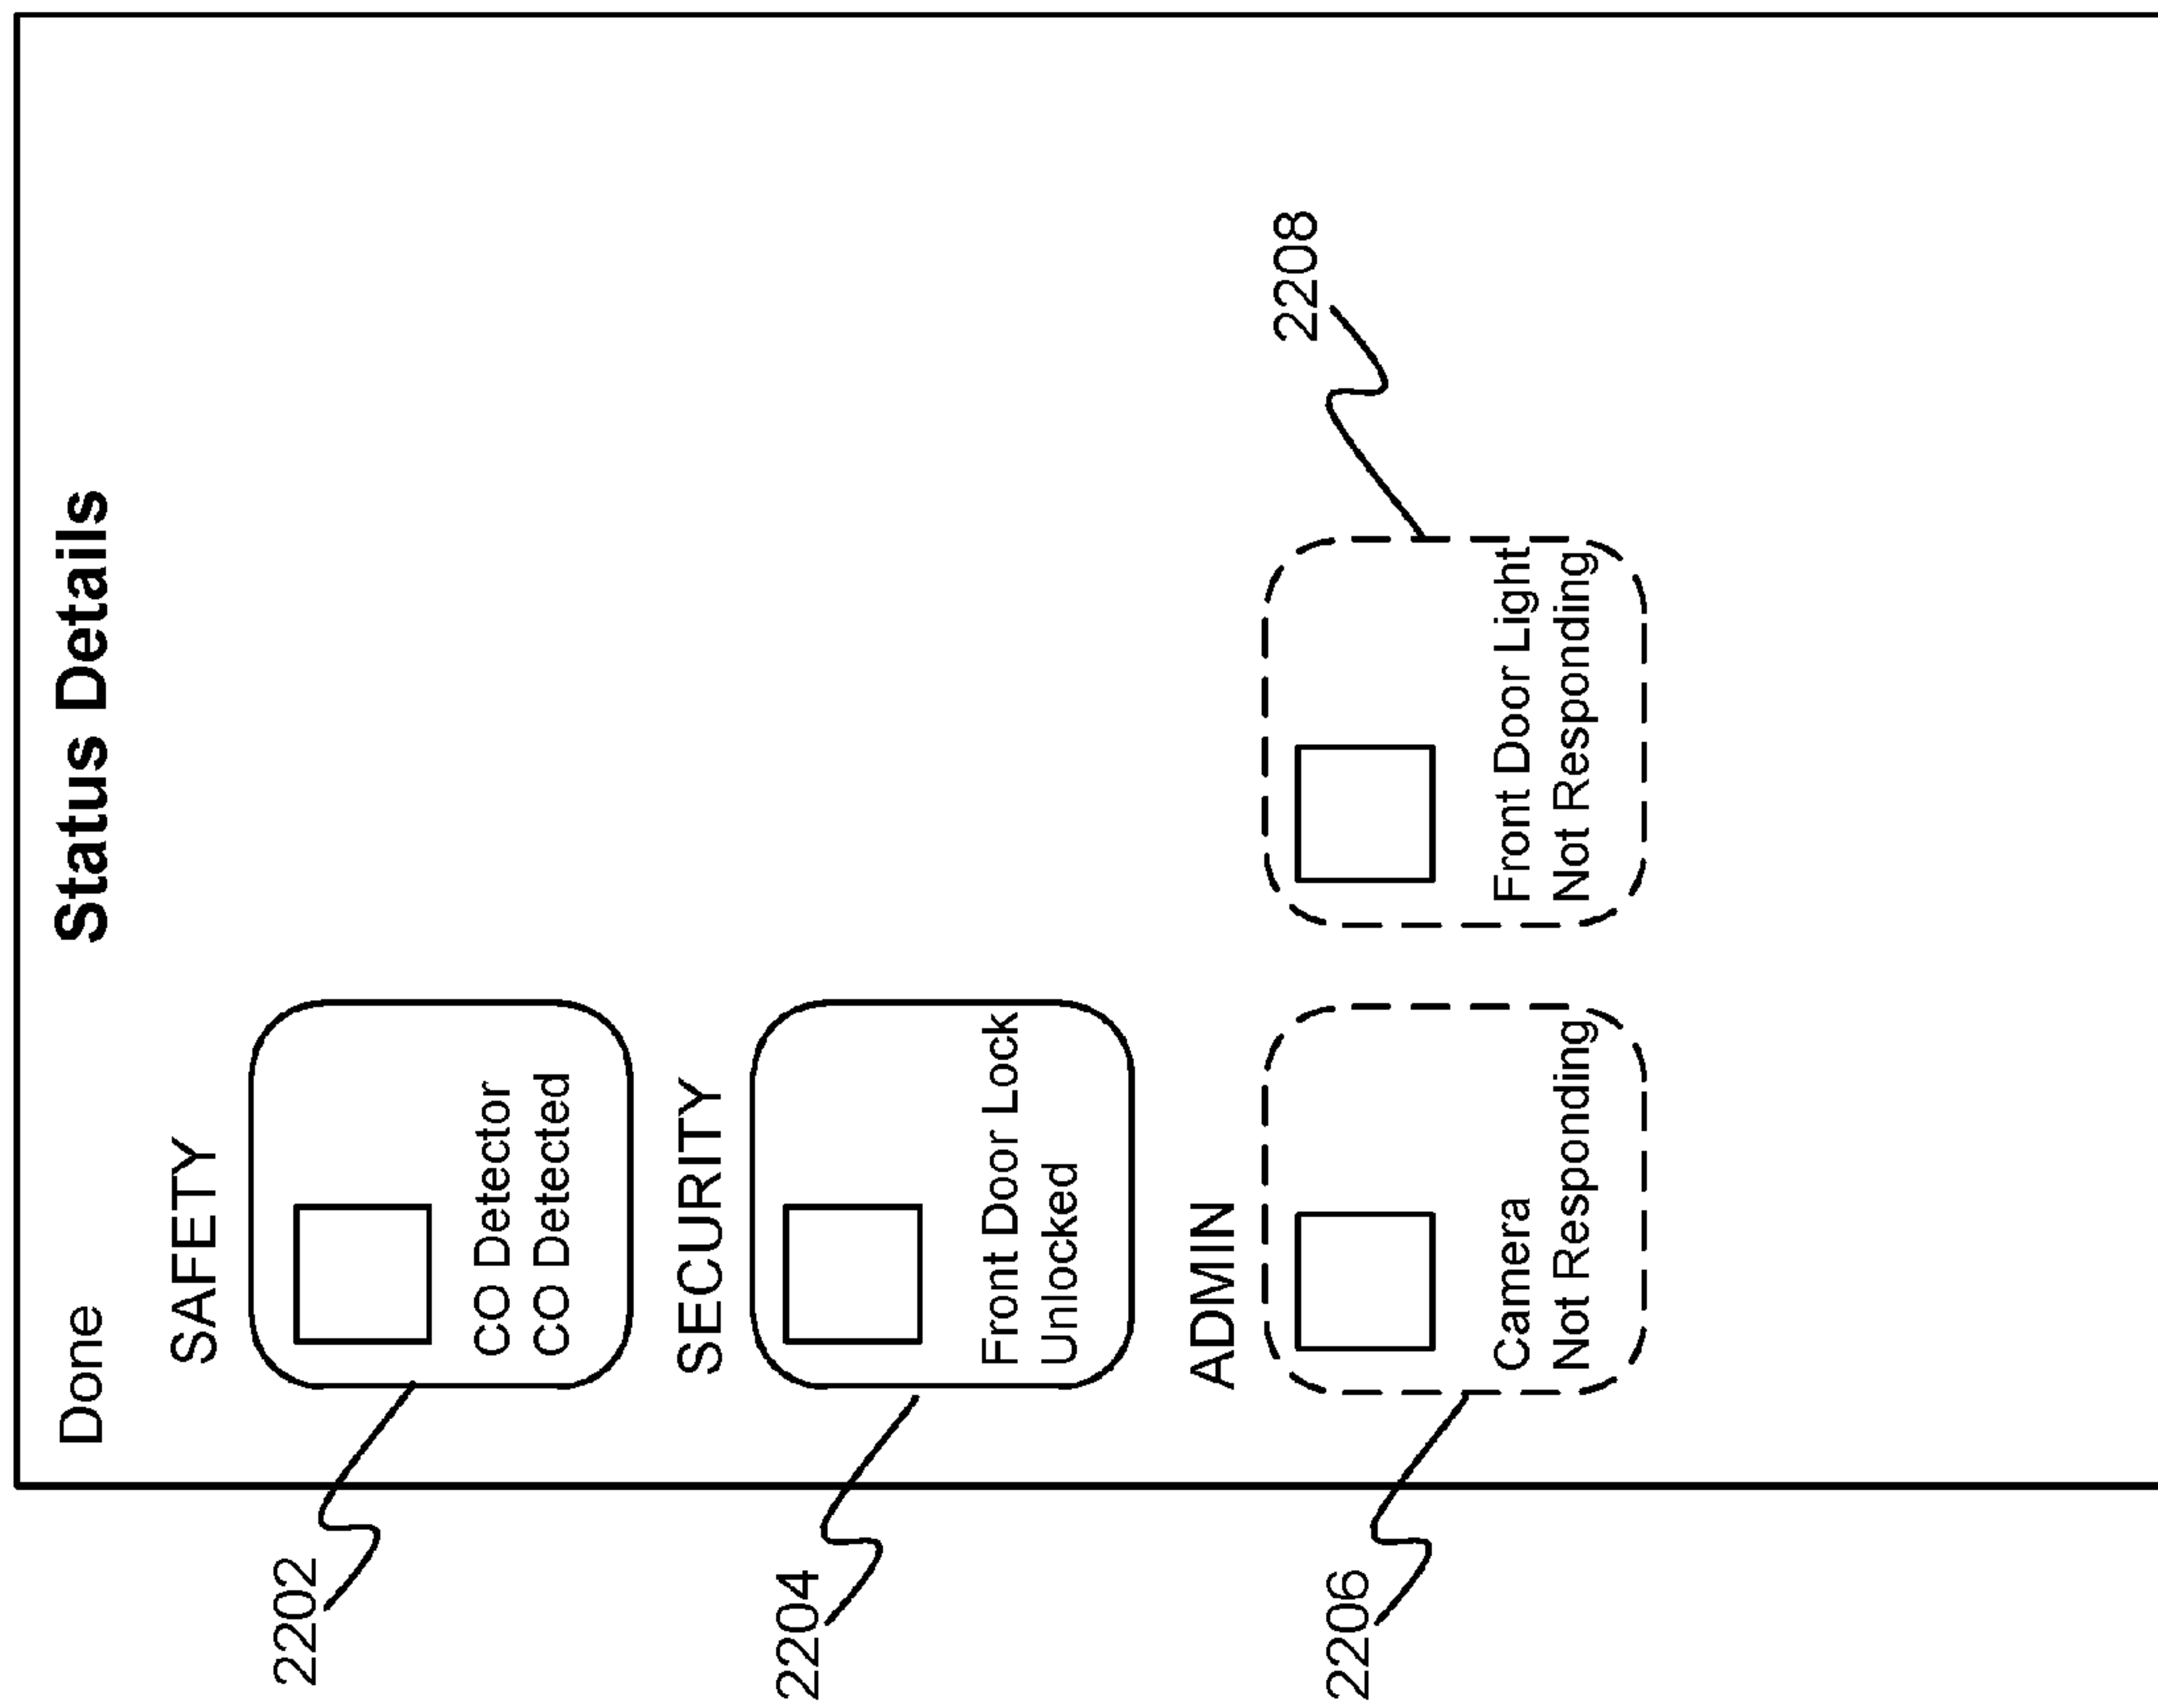 Done
Status Details
SAFETY
CO Detector
CO Detected
2202
SECURITY
Front Door Lock
Unlocked
2204
ADMIN
Camera
Not Responding
2206
Front Door Light
Not Responding
2208